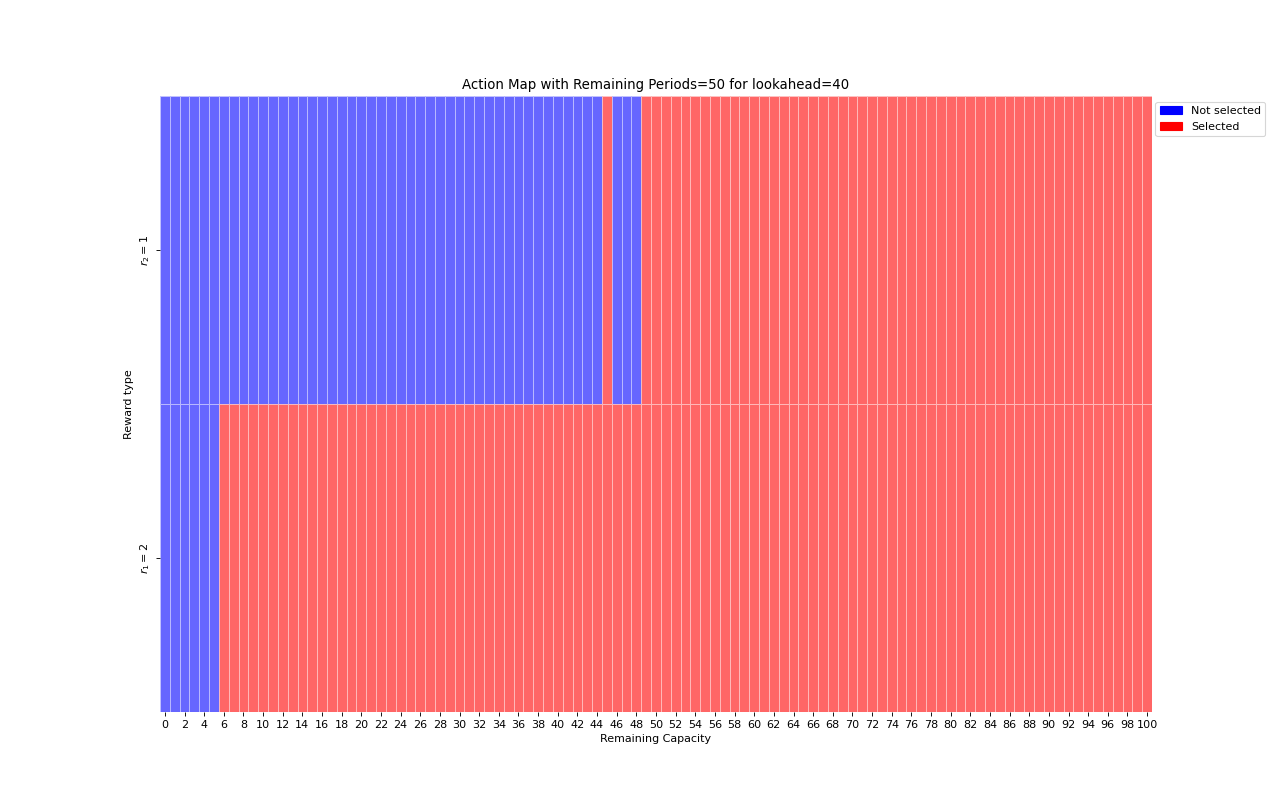 Action Map with Remaining Periods=50 for lookahead=40
Not selected
Selected
r₂ = 1
Reward type
r₁ = 2
0 2 4 6 8 10 12 14 16 18 20 22 24 26 28 30 32 34 36 38 40 42 44 46 48 50 52 54 56 58 60 62 64 66 68 70 72 74 76 78 80 82 84 86 88 90 92 94 96 98 100
Remaining Capacity